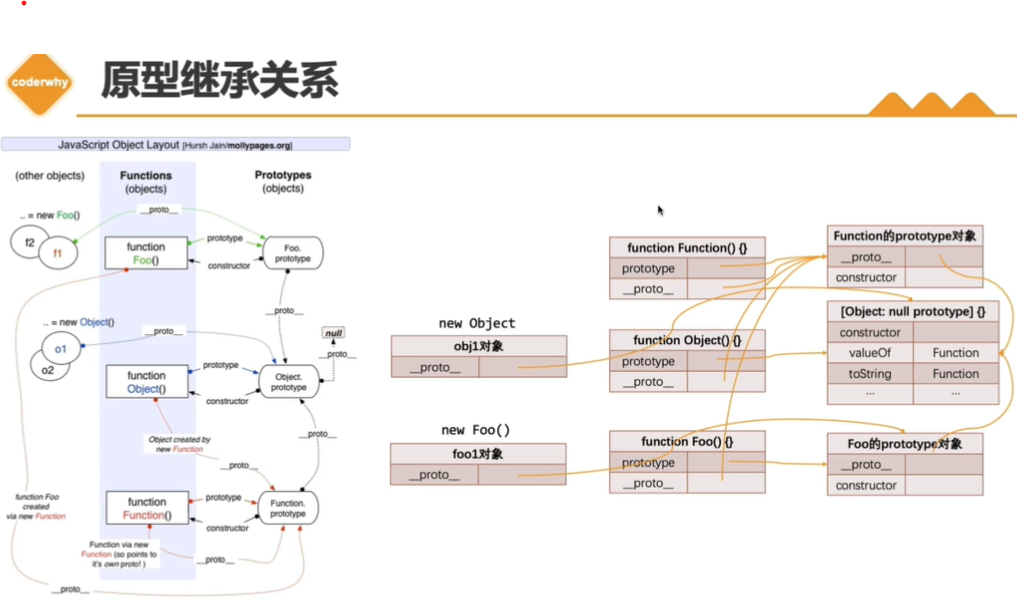 coderwhy
原型继承关系
JavaScript Object Layout [Hursh Jain/mollypages.org]
(other objects)
Functions
(objects)
Prototypes
(objects)
.. = new Foo()
__proto__
f2
f1
function
Foo()
prototype
constructor
Foo.
prototype
__proto__
.. = new Object()
__proto__
null
__proto__
o1
o2
function
Object()
prototype
constructor
Object.
prototype
Object created by
new Function
__proto__
__proto__
function Foo
created
via new Function
function
Function()
prototype
constructor
Function.
prototype
Function via new
Function (so points to
it's own proto! )
__proto__
__proto__
new Object
obj1对象
__proto__
new Foo()
foo1对象
__proto__
function Function() {}
prototype
__proto__
function Object() {}
prototype
__proto__
function Foo() {}
prototype
__proto__
Function的prototype对象
__proto__
constructor
[Object: null prototype] {}
constructor
valueOf Function
toString Function
... ...
Foo的prototype对象
__proto__
constructor